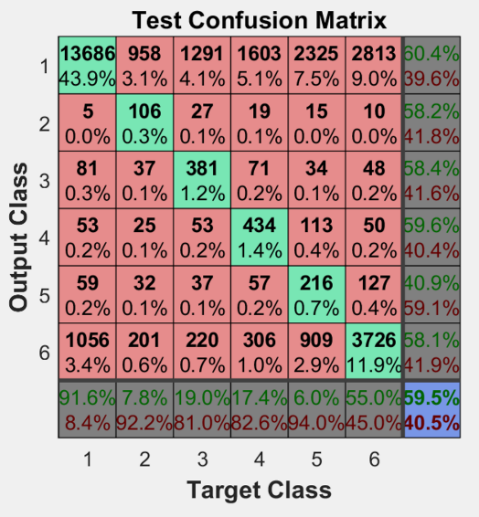 Test Confusion Matrix
1 13686 958 1291 1603 2325 2813 60.4%
43.9% 3.1% 4.1% 5.1% 7.5% 9.0% 39.6%
2 5 106 27 19 15 10 58.2%
0.0% 0.3% 0.1% 0.1% 0.0% 0.0% 41.8%
3 81 37 381 71 34 48 58.4%
0.3% 0.1% 1.2% 0.2% 0.1% 0.2% 41.6%
4 53 25 53 434 113 50 59.6%
0.2% 0.1% 0.2% 1.4% 0.4% 0.2% 40.4%
5 59 32 37 57 216 127 40.9%
0.2% 0.1% 0.1% 0.2% 0.7% 0.4% 59.1%
6 1056 201 220 306 909 3726 58.1%
3.4% 0.6% 0.7% 1.0% 2.9% 11.9% 41.9%
91.6% 7.8% 19.0% 17.4% 6.0% 55.0% 59.5%
8.4% 92.2% 81.0% 82.6% 94.0% 45.0% 40.5%
1 2 3 4 5 6
Target Class
Output Class